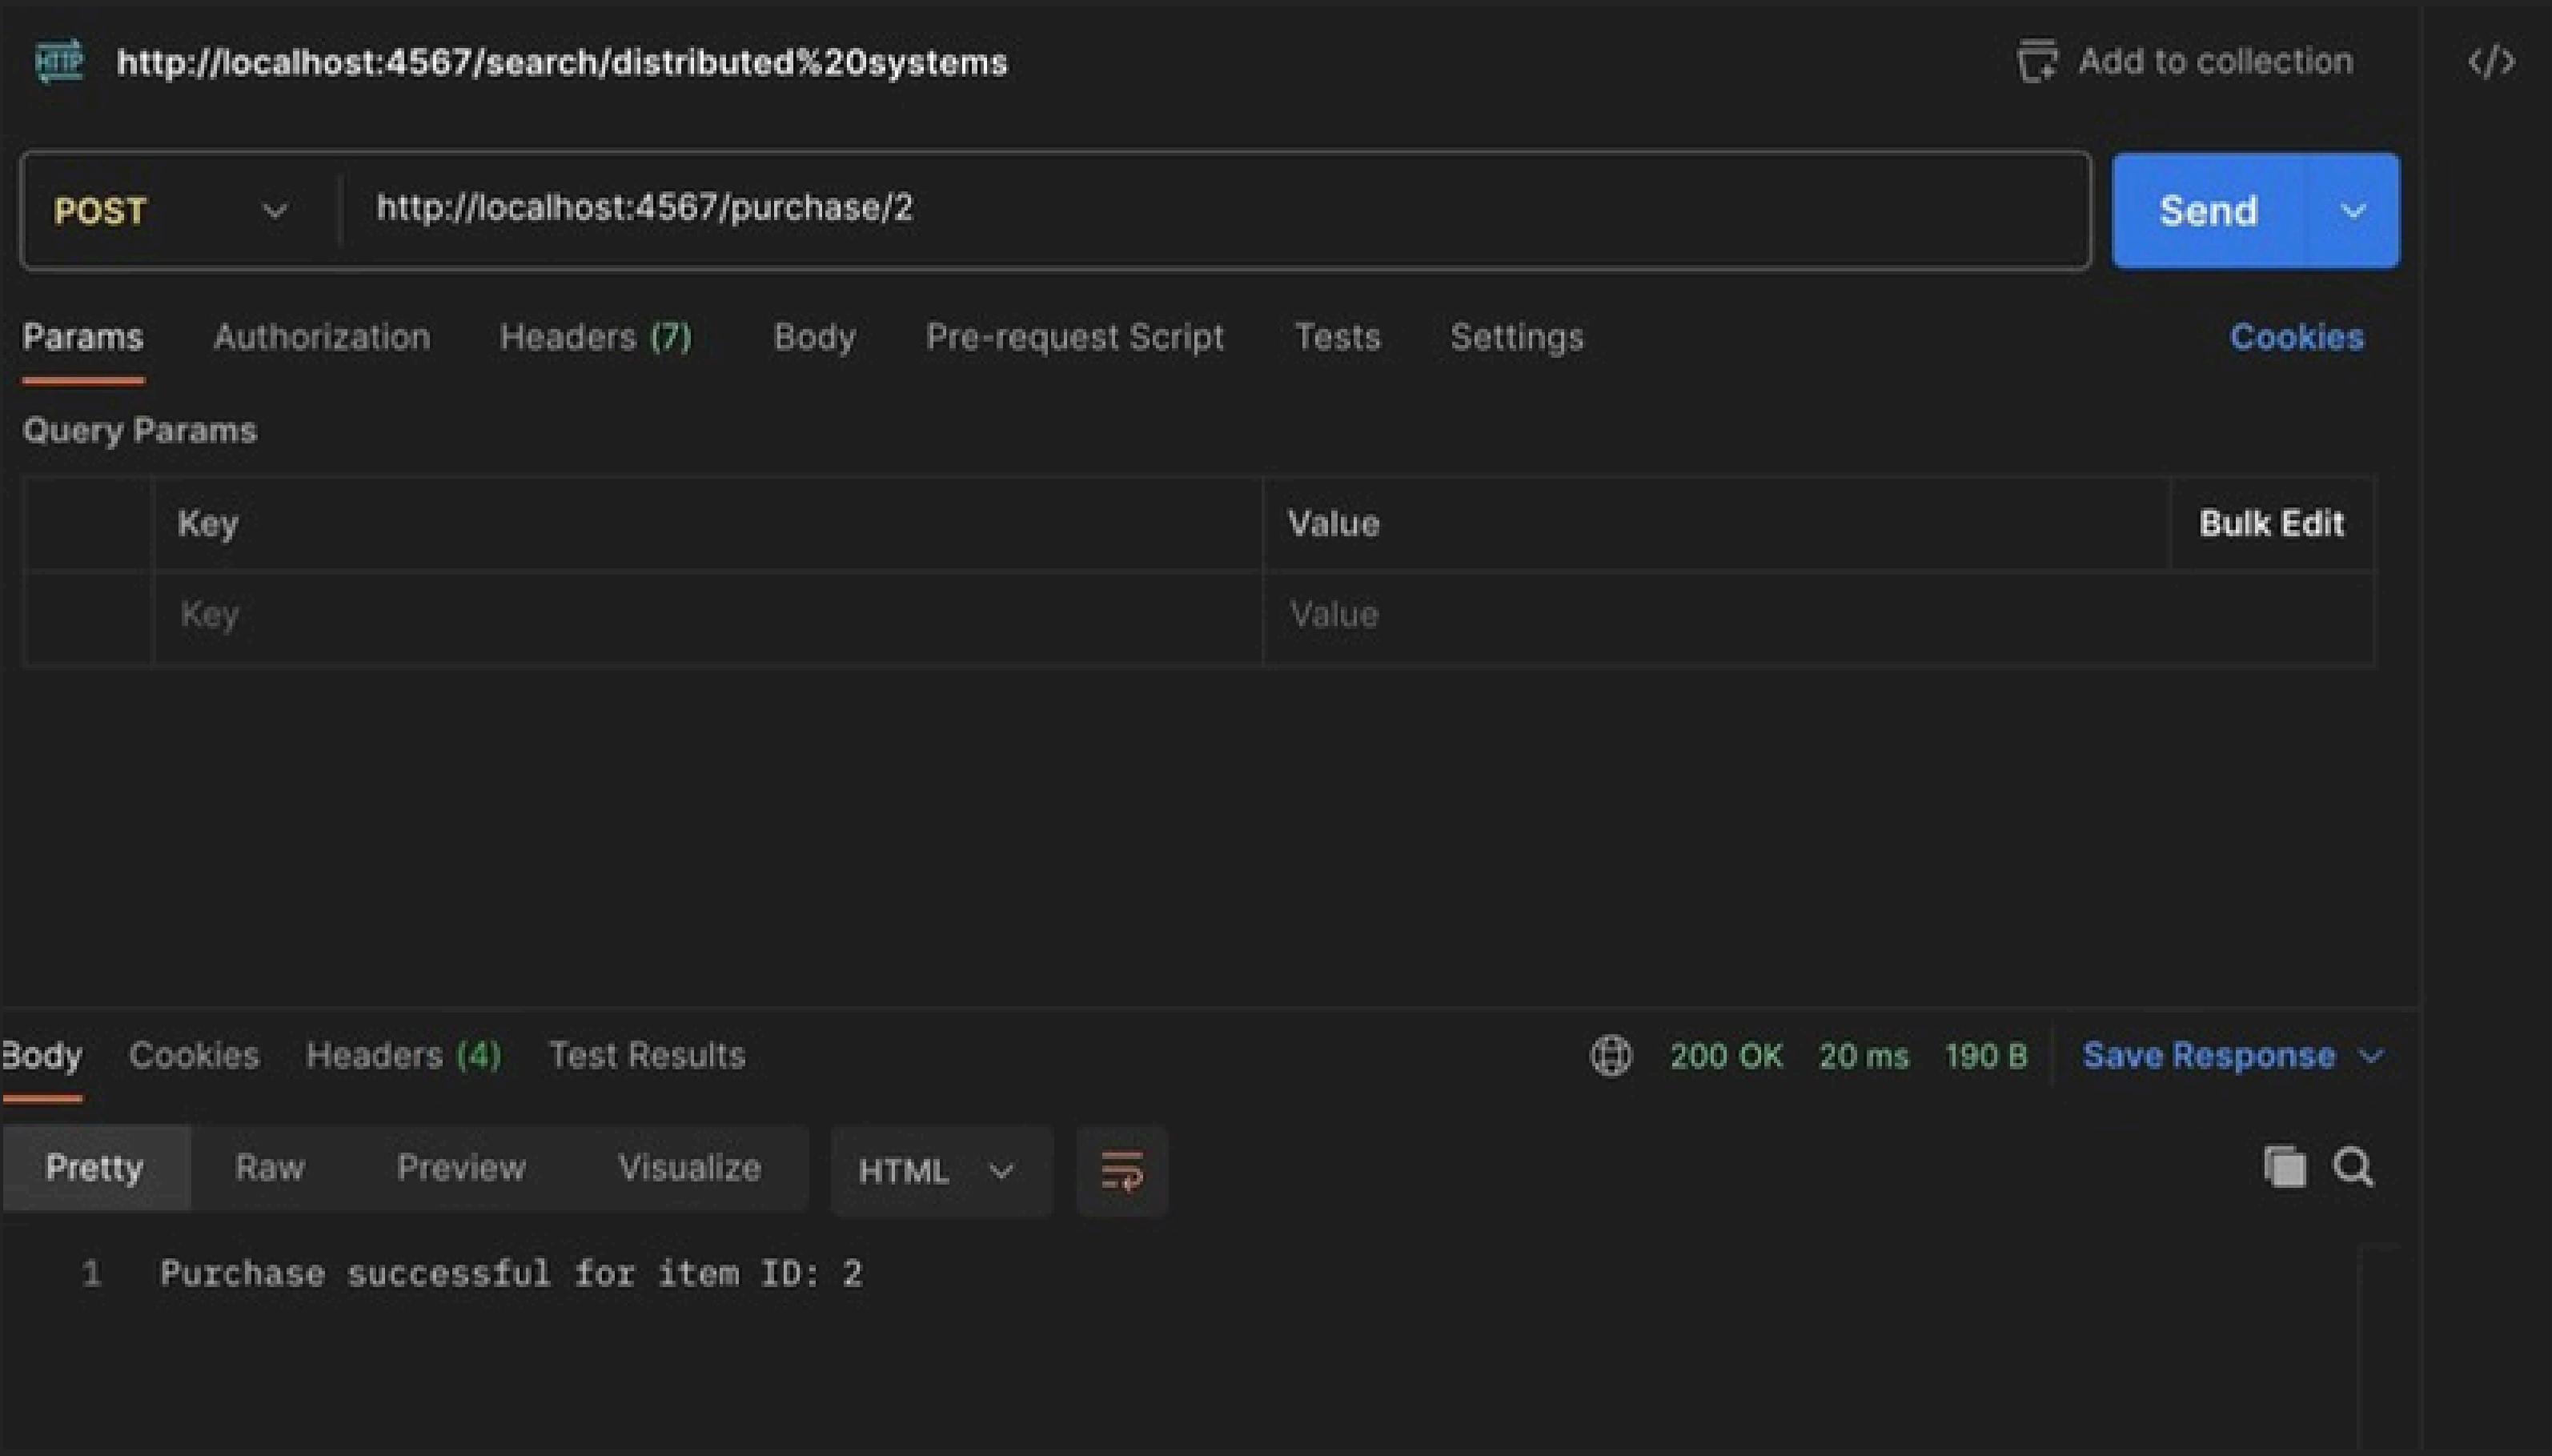 HTTP http://localhost:4567/search/distributed%20systems Add to collection </>
POST http://localhost:4567/purchase/2 Send
Params Authorization Headers (7) Body Pre-request Script Tests Settings Cookies
Query Params
Key Value Bulk Edit
Key Value
Body Cookies Headers (4) Test Results 200 OK 20 ms 190 B Save Response
Pretty Raw Preview Visualize HTML
1 Purchase successful for item ID: 2